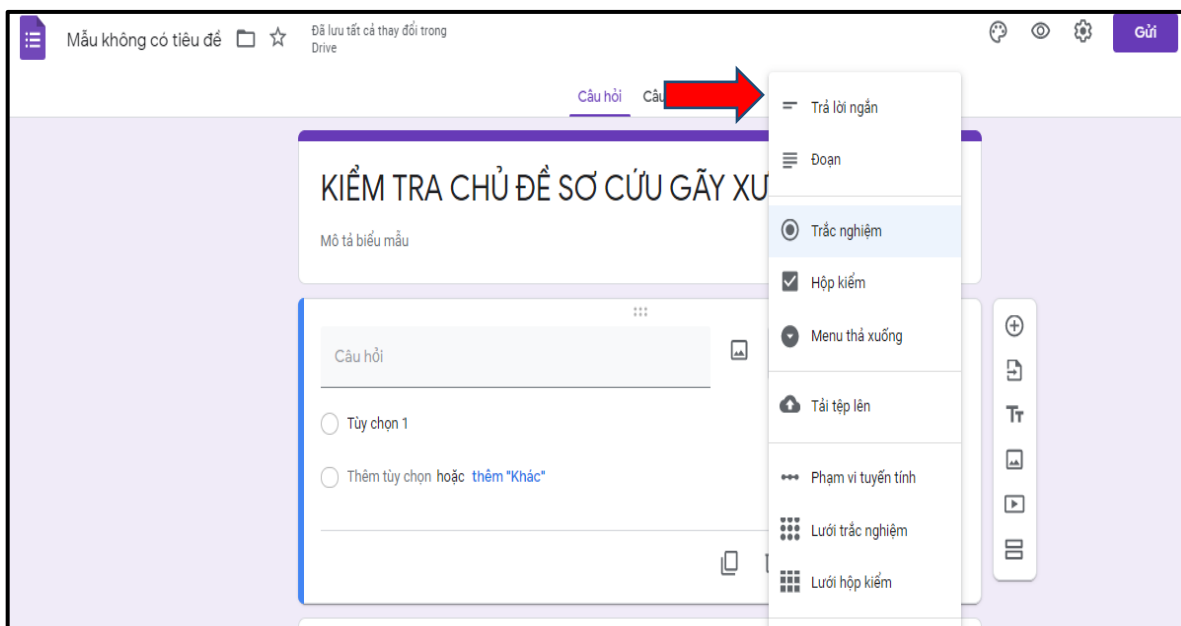 Mẫu không có tiêu đề
Đã lưu tất cả thay đổi trong
Drive
Gửi
Câu hỏi
Trả lời ngắn
Đoạn
KIỂM TRA CHỦ ĐỀ SƠ CỨU GÃY
Mô tả biểu mẫu
Trắc nghiệm
Hộp kiểm
Menu thả xuống
Câu hỏi
Tải tệp lên
Tùy chọn 1
Thêm tùy chọn hoặc thêm "Khác"
Phạm vi tuyến tính
Lưới trắc nghiệm
Lưới hộp kiểm
Tт